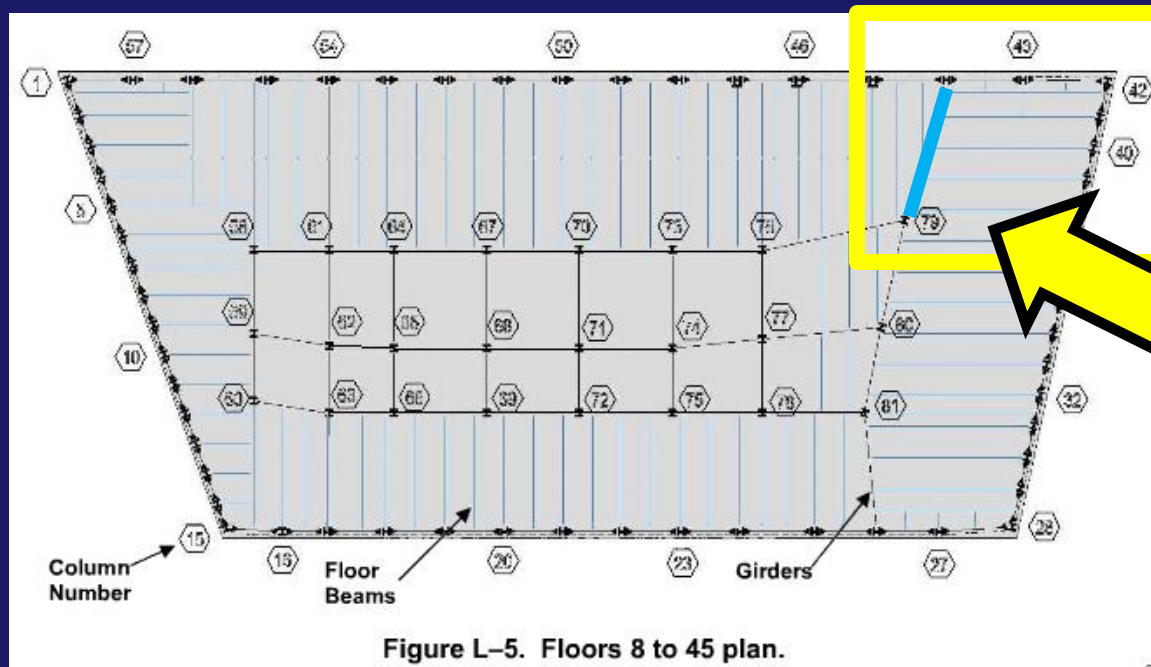 57 54 50 46 43
1 42
40
5
79
58 61 64 67 70 73 76
59 62 65 68 71 74 77 80
10
60 63 66 69 72 75 78 81 32
15 16 20 23 27 28
Column
Number
Floor
Beams
Girders
Figure L–5. Floors 8 to 45 plan.